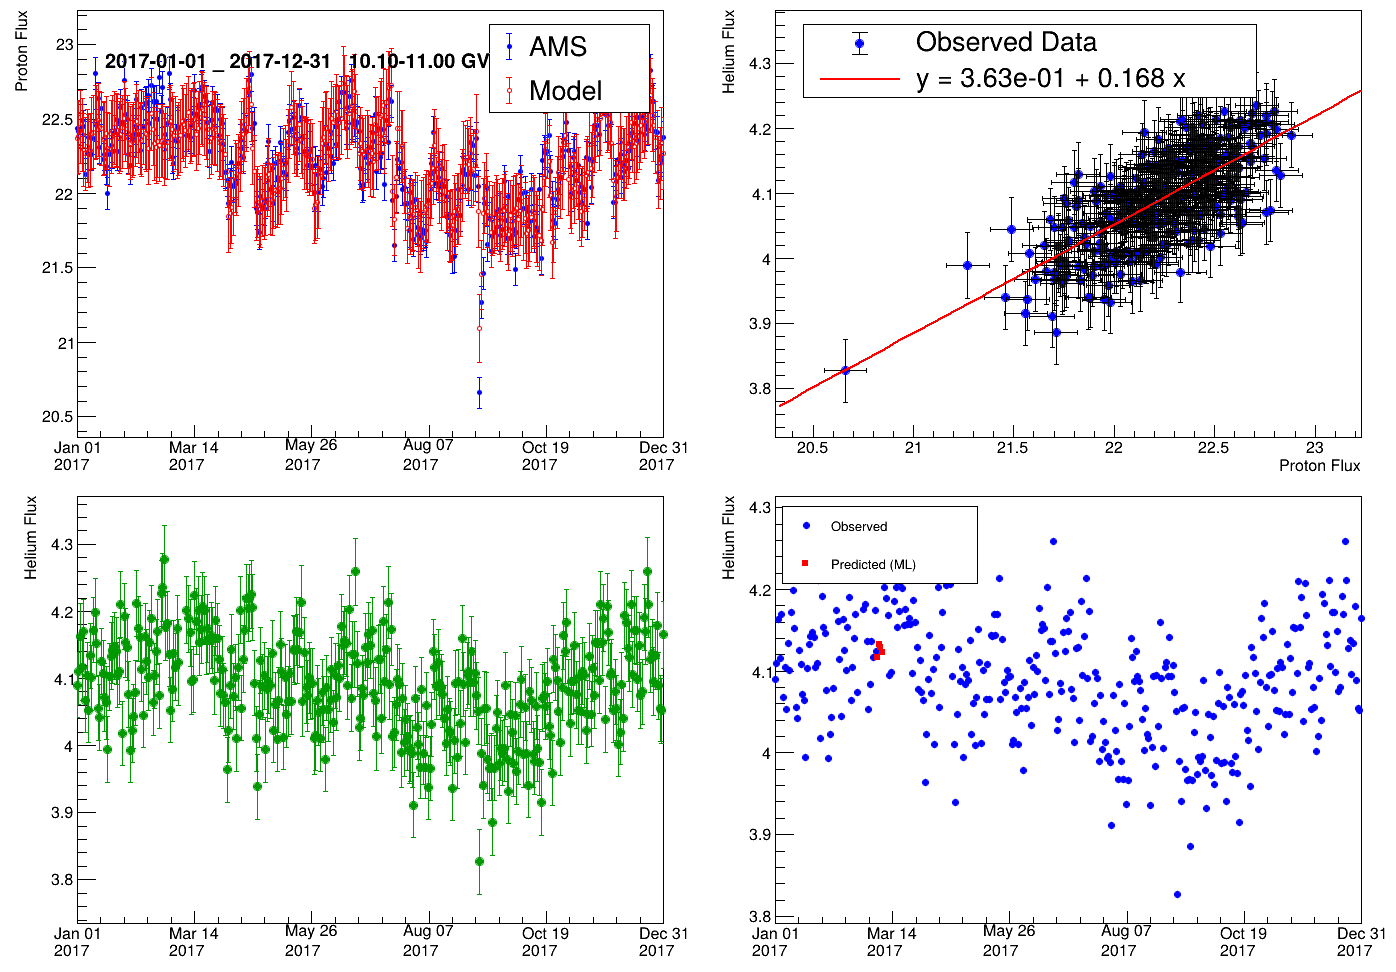 Proton Flux
23
22.5
22
21.5
21
20.5
2017-01-01 _ 2017-12-31 10.10-11.00 GV
AMS
Model
Jan 01 2017
Mar 14 2017
May 26 2017
Aug 07 2017
Oct 19 2017
Dec 31 2017
Helium Flux
4.3
4.2
4.1
4
3.9
3.8
Observed Data
y = 3.63e-01 + 0.168 x
20.5
21
21.5
22
22.5
23
Proton Flux
Helium Flux
4.3
4.2
4.1
4
3.9
3.8
Jan 01 2017
Mar 14 2017
May 26 2017
Aug 07 2017
Oct 19 2017
Dec 31 2017
Helium Flux
4.3
4.2
4.1
4
3.9
3.8
Observed
Predicted (ML)
Jan 01 2017
Mar 14 2017
May 26 2017
Aug 07 2017
Oct 19 2017
Dec 31 2017